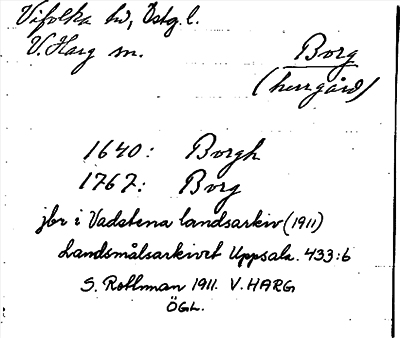 Vifolka hd, Östg. l.
V. Harg sn. Borg
(herrgård)
1640: Borgh
1767: Borg
jbr i Vadstena landsarkiv (1911)
Landsmålsarkivet Uppsala. 433:6
S. Rothman 1911. V. HARG
ÖGL.